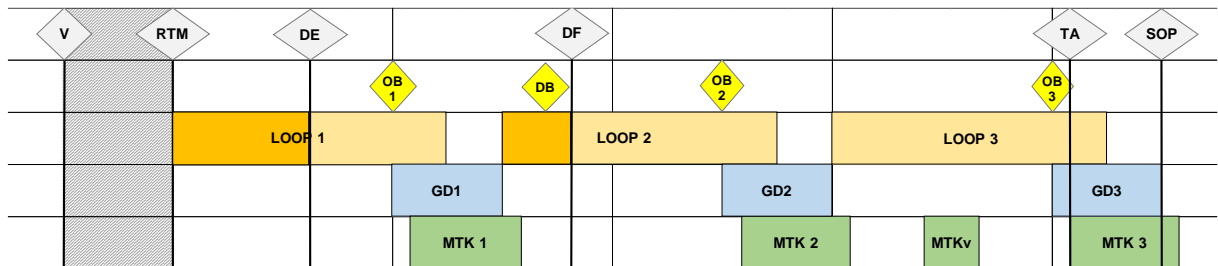 V RTM DE DF TA SOP
OB
1
DB
OB
2
OB
3
LOOP 1 LOOP 2 LOOP 3
GD1 GD2 GD3
MTK 1 MTK 2 MTKv MTK 3